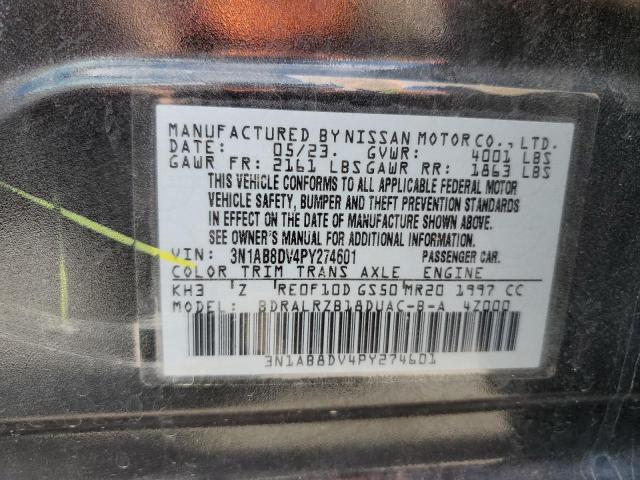 MANUFACTURED BY NISSAN MOTOR CO., LTD.
DATE: 05/23. GVWR: 4001 LBS
GAWR FR: 2161 LBS GAWR RR: 1863 LBS
THIS VEHICLE CONFORMS TO ALL APPLICABLE FEDERAL MOTOR
VEHICLE SAFETY, BUMPER AND THEFT PREVENTION STANDARDS
IN EFFECT ON THE DATE OF MANUFACTURE SHOWN ABOVE.
SEE OWNER'S MANUAL FOR ADDITIONAL INFORMATION.
VIN: 3N1AB8DV4PY274601 PASSENGER CAR.
COLOR TRIM TRANS AXLE ENGINE
KH3 Z RE0F10D GS50 MR20 1997 CC
MODEL: BDRALRZB18DUAC-B-A 4Z000
3N1AB8DV4PY274601